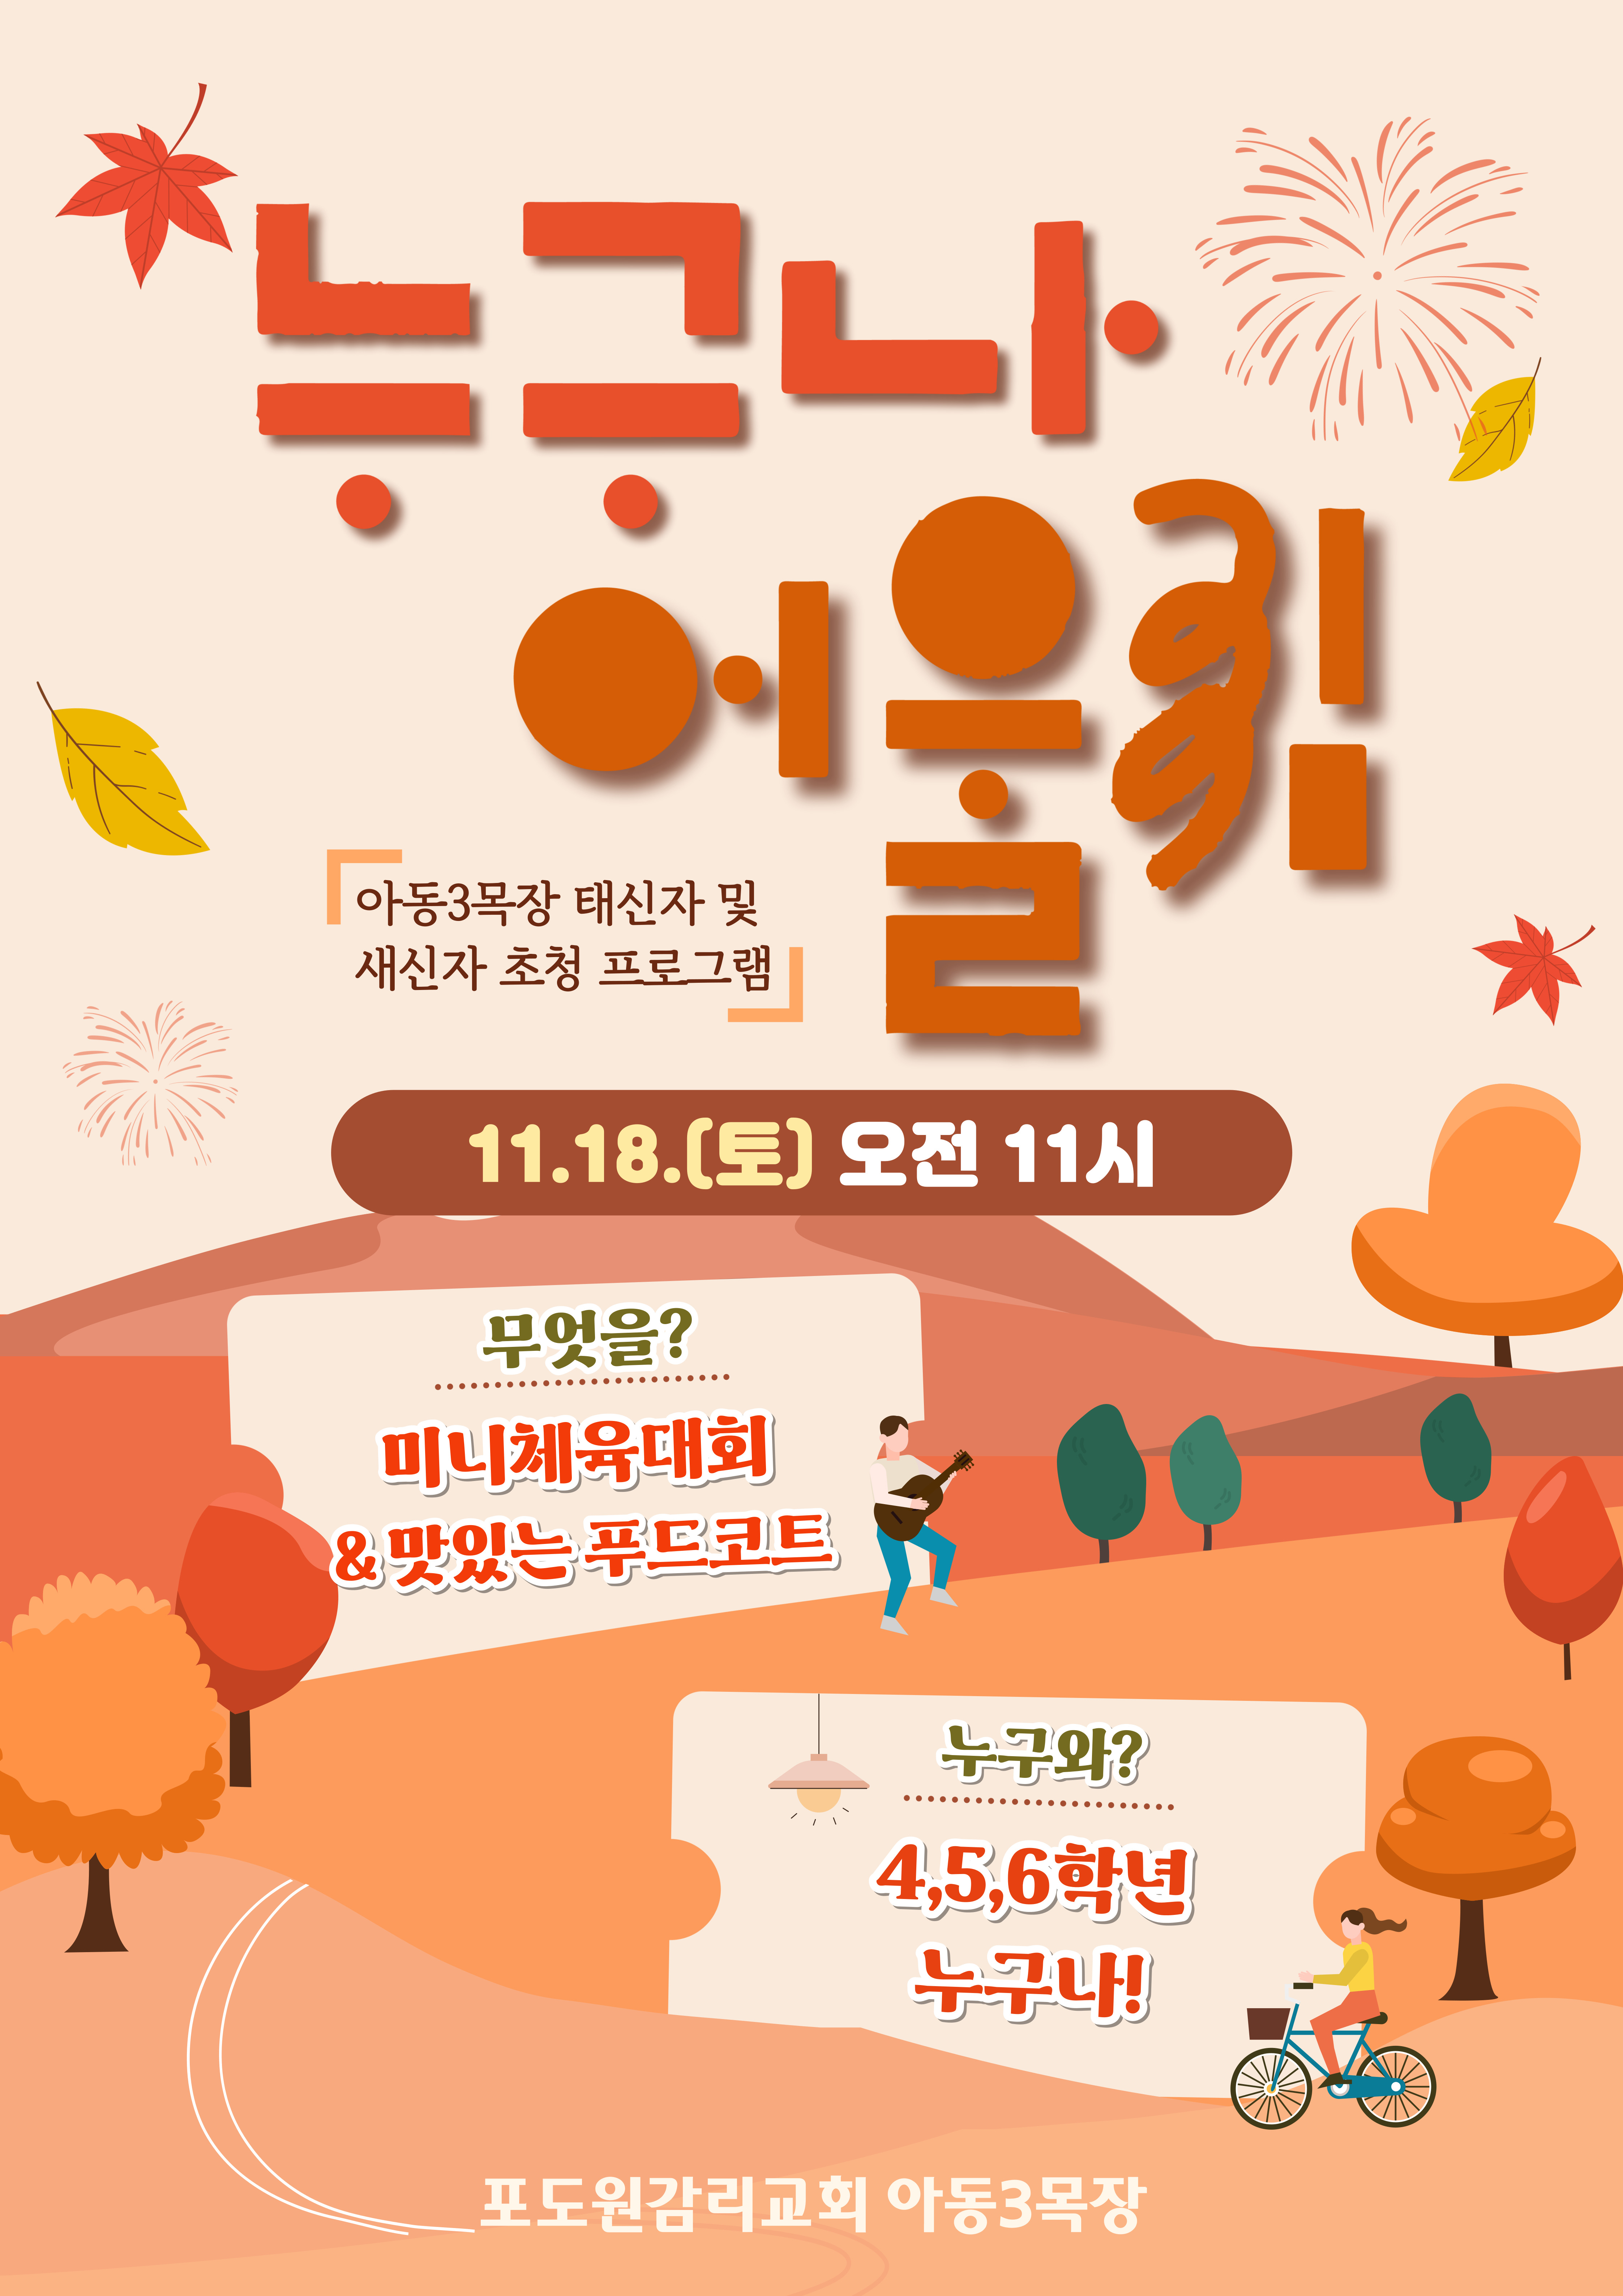 누구나
어울림
아동3목장 태신자 및
새신자 초청 프로그램
11.18.(토) 오전 11시
무엇을?
미니체육대회
& 맛있는 푸드코트
누구와?
4,5,6학년
누구나!
포도원감리교회 아동3목장